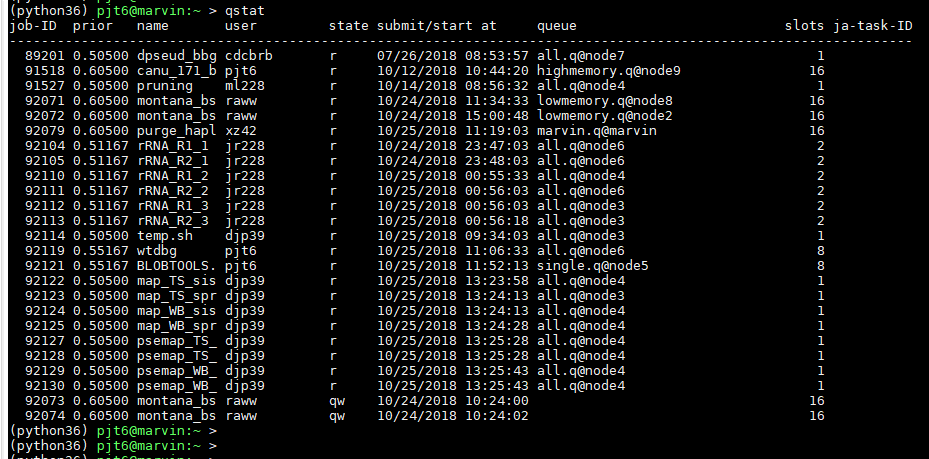 (python36) pjt6@marvin:~ > qstat
job-ID prior name user state submit/start at queue slots ja-task-ID
-----------------------------------------------------------------------------------------------------------------
89201 0.50500 dpseud_bbg cdcbrb r 07/26/2018 08:53:57 all.q@node7 1
91518 0.60500 canu_171_b pjt6 r 10/12/2018 10:44:20 highmemory.q@node9 16
91527 0.50500 pruning ml228 r 10/14/2018 08:56:32 all.q@node4 1
92071 0.60500 montana_bs raww r 10/24/2018 11:34:33 lowmemory.q@node8 16
92072 0.60500 montana_bs raww r 10/24/2018 15:00:48 lowmemory.q@node2 16
92079 0.60500 purge_hapl xz42 r 10/25/2018 11:19:03 marvin.q@marvin 16
92104 0.51167 rRNA_R1_1 jr228 r 10/24/2018 23:47:03 all.q@node6 2
92105 0.51167 rRNA_R2_1 jr228 r 10/24/2018 23:48:03 all.q@node6 2
92110 0.51167 rRNA_R1_2 jr228 r 10/25/2018 00:55:33 all.q@node4 2
92111 0.51167 rRNA_R2_2 jr228 r 10/25/2018 00:56:03 all.q@node6 2
92112 0.51167 rRNA_R1_3 jr228 r 10/25/2018 00:56:03 all.q@node3 2
92113 0.51167 rRNA_R2_3 jr228 r 10/25/2018 00:56:18 all.q@node3 2
92114 0.50500 temp.sh djp39 r 10/25/2018 09:34:03 all.q@node3 1
92119 0.55167 wtdbg pjt6 r 10/25/2018 11:06:33 all.q@node6 8
92121 0.55167 BLOBTOOLS. pjt6 r 10/25/2018 11:52:13 single.q@node5 8
92122 0.50500 map_TS_sis djp39 r 10/25/2018 13:23:58 all.q@node4 1
92123 0.50500 map_TS_spr djp39 r 10/25/2018 13:24:13 all.q@node3 1
92124 0.50500 map_WB_sis djp39 r 10/25/2018 13:24:13 all.q@node4 1
92125 0.50500 map_WB_spr djp39 r 10/25/2018 13:24:28 all.q@node4 1
92127 0.50500 psemap_TS_ djp39 r 10/25/2018 13:25:28 all.q@node4 1
92128 0.50500 psemap_TS_ djp39 r 10/25/2018 13:25:28 all.q@node4 1
92129 0.50500 psemap_WB_ djp39 r 10/25/2018 13:25:43 all.q@node4 1
92130 0.50500 psemap_WB_ djp39 r 10/25/2018 13:25:43 all.q@node4 1
92073 0.60500 montana_bs raww qw 10/24/2018 10:24:00 16
92074 0.60500 montana_bs raww qw 10/24/2018 10:24:02 16
(python36) pjt6@marvin:~ >
(python36) pjt6@marvin:~ >
(python36) pjt6@marvin:~ >